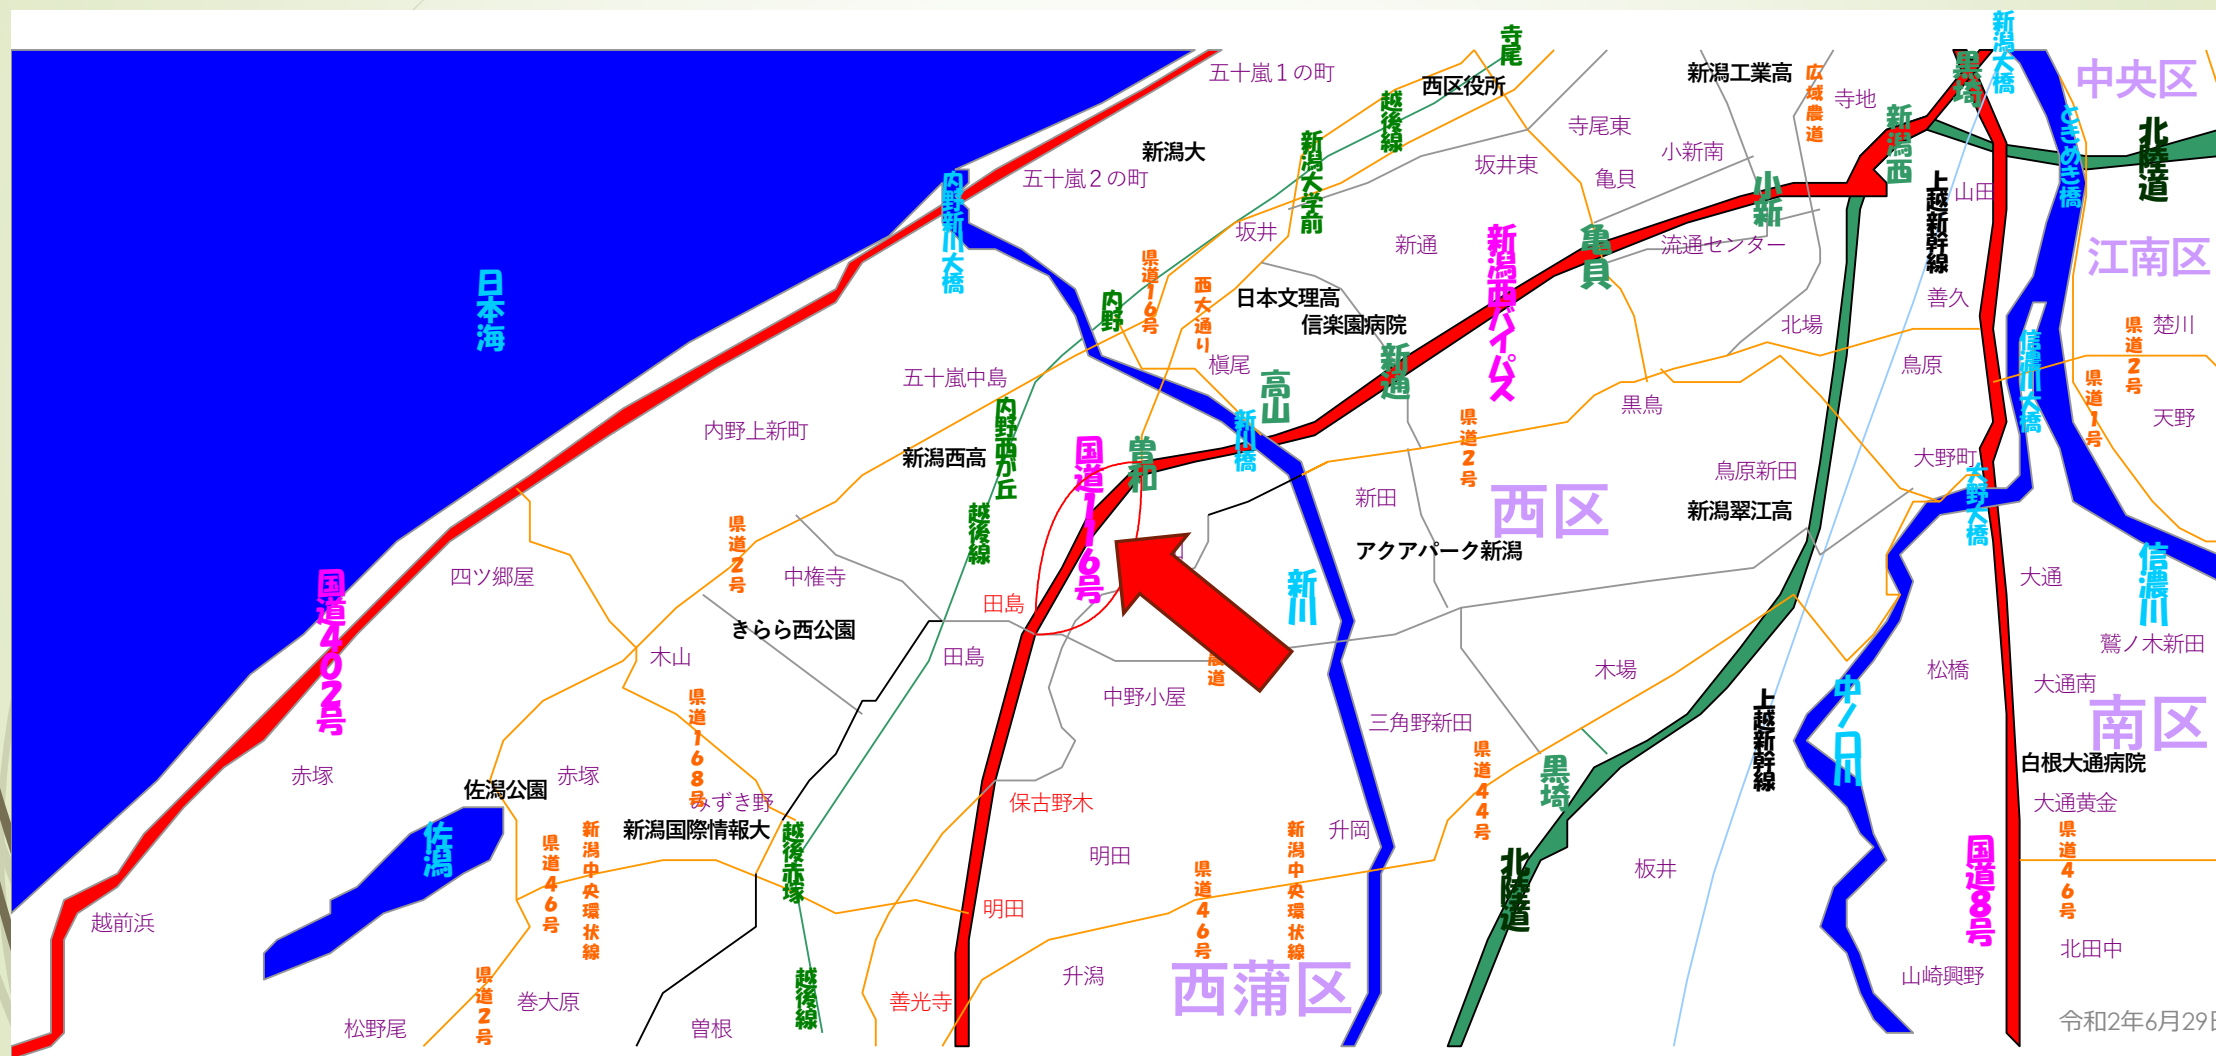 新潟大橋
寺尾
五十嵐1の町
西区役所
新潟工業高
広域農道
黒埼
中央区
寺地
越後線
新潟西
ときめき橋
北陸道
新潟大
新潟大学前
寺尾東
小新南
坂井東
五十嵐2の町
亀貝
小新
上越新幹線
山田
内野新川大橋
坂井
新通
新潟西バイパス
亀貝
流通センター
江南区
日本海
県道16号
西大通り
内野
日本文理高
信楽園病院
善久
北場
県道2号
楚川
信濃川大橋
新通
槇尾
高山
鳥原
県道1号
五十嵐中島
内野西が丘
黒鳥
県道2号
天野
内野上新町
新川橋
国道116号
曽和
新潟西高
大野町
大野大橋
鳥原新田
西区
新田
新潟翠江高
越後線
県道2号
アクアパーク新潟
信濃川
国道402号
四ツ郷屋
中権寺
新川
大通
田島
きらら西公園
鷲ノ木新田
木山
田島
農道
木場
松橋
大通南
中ノ口川
上越新幹線
県道168号
中野小屋
三角野新田
南区
県道44号
白根大通病院
赤塚
赤塚
佐潟公園
黒埼
みずき野
保古野木
大通黄金
佐潟
新潟国際情報大
越後赤塚
県道46号
新潟中央環状線
升岡
新潟中央環状線
国道8号
県道46号
明田
県道46号
北陸道
板井
越前浜
明田
北田中
県道2号
巻大原
越後線
善光寺
升潟
西蒲区
山崎興野
松野尾
曽根
令和2年6月29日